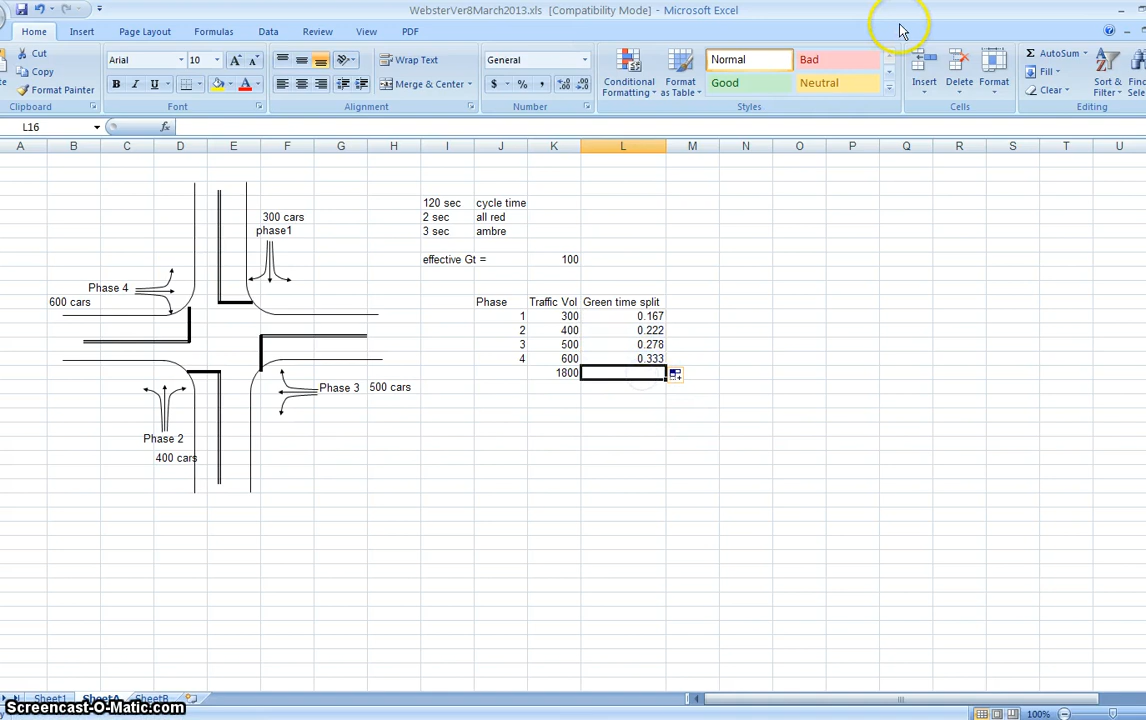 WebsterVer8March2013.xls [Compatibility Mode] - Microsoft Excel
Home Insert Page Layout Formulas Data Review View PDF
Cut
Copy
Format Painter
Clipboard
Arial 10
B I U
Font
Wrap Text
Merge & Center
Alignment
General
$ % ,
Number
Conditional Formatting
Format as Table
Normal Bad
Good Neutral
Styles
Insert Delete Format
Cells
AutoSum
Fill
Clear
Sort & Filter
Editing
L16 fx
A B C D E F G H I J K L M N O P Q R S T U
300 cars
phase1
Phase 4
600 cars
Phase 3 500 cars
Phase 2
400 cars
120 sec cycle time
2 sec all red
3 sec ambre
effective Gt = 100
Phase Traffic Vol Green time split
1 300 0.167
2 400 0.222
3 500 0.278
4 600 0.333
1800
Sheet1 SheetA SheetB
Screencast-O-Matic.com
100%